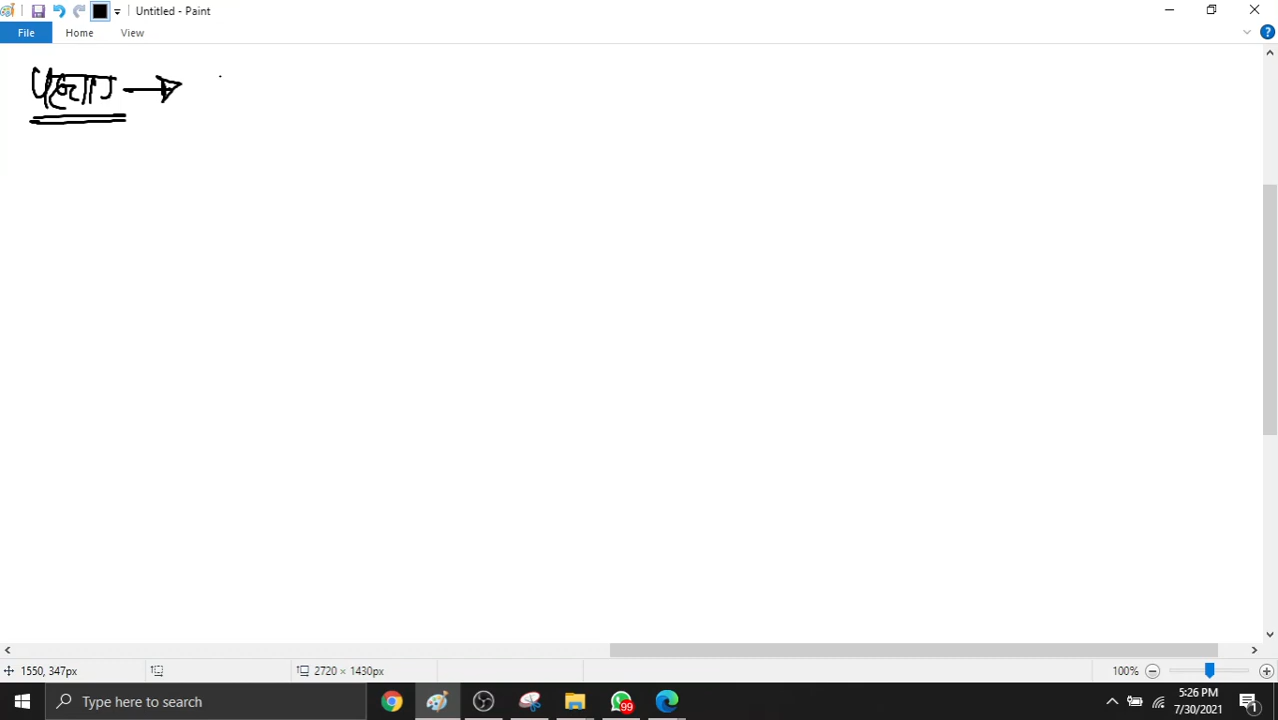 Untitled - Paint
File Home View
1550, 347px 2720 × 1430px 100%
Type here to search 99 5:26 PM
7/30/2021 1